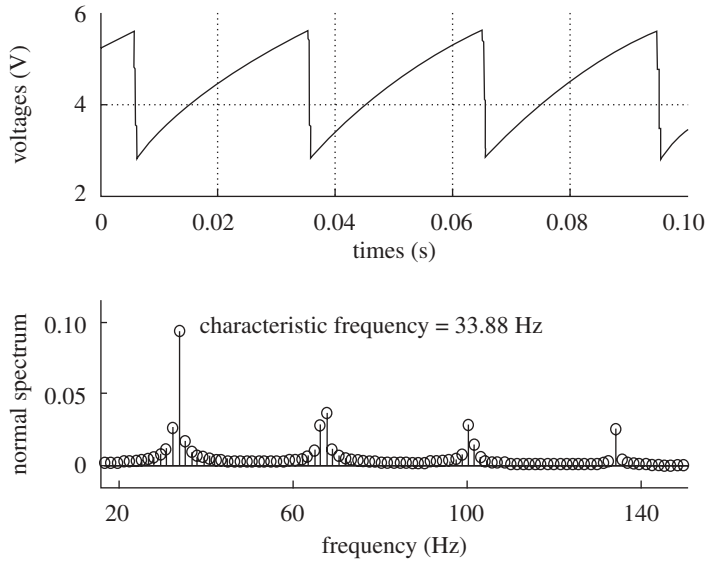 6
4
2
voltages (V)
0 0.02 0.04 0.06 0.08 0.10
times (s)
0.10
0.05
0
normal spectrum
characteristic frequency = 33.88 Hz
20 60 100 140
frequency (Hz)